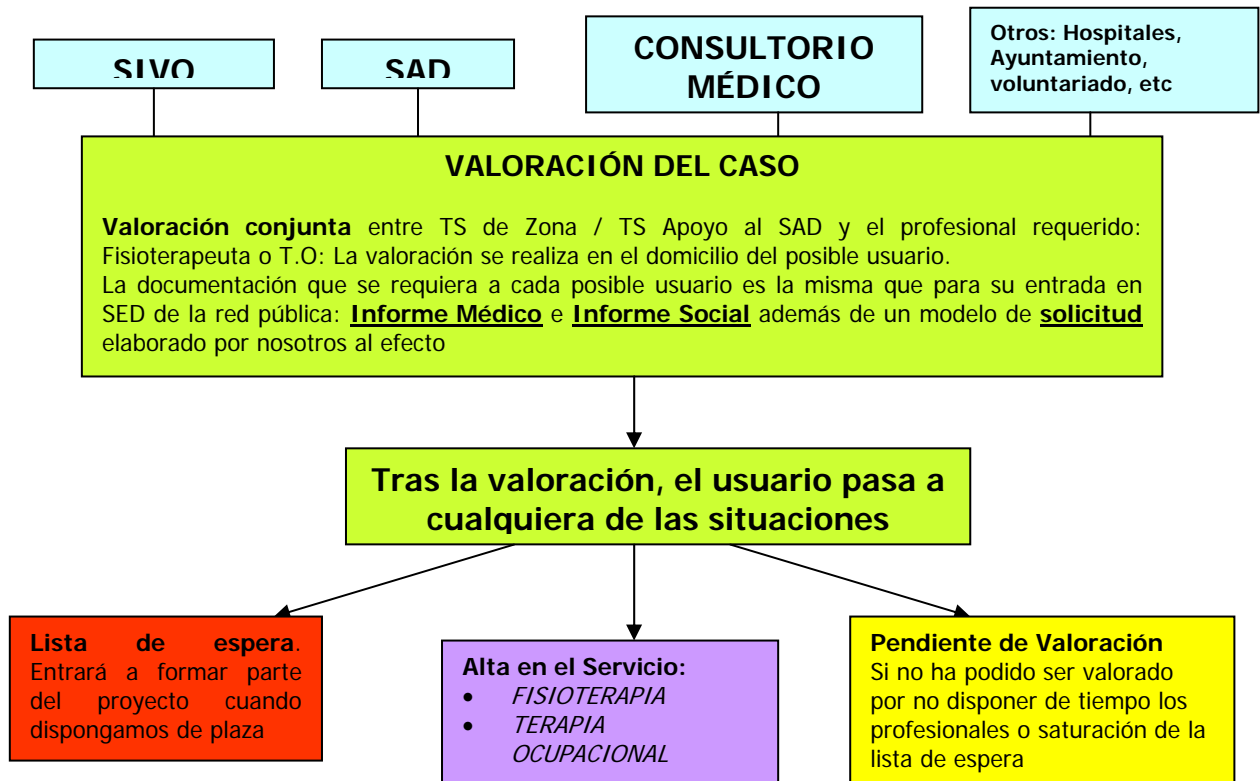 SIVO
SAD
CONSULTORIO
MÉDICO
Otros: Hospitales,
Ayuntamiento,
voluntariado, etc
VALORACIÓN DEL CASO
Valoración conjunta entre TS de Zona / TS Apoyo al SAD y el profesional requerido:
Fisioterapeuta o T.O: La valoración se realiza en el domicilio del posible usuario.
La documentación que se requiera a cada posible usuario es la misma que para su entrada en
SED de la red pública: Informe Médico e Informe Social además de un modelo de solicitud
elaborado por nosotros al efecto
Tras la valoración, el usuario pasa a
cualquiera de las situaciones
Lista de espera.
Entrará a formar parte
del proyecto cuando
dispongamos de plaza
Alta en el Servicio:
• FISIOTERAPIA
• TERAPIA
OCUPACIONAL
Pendiente de Valoración
Si no ha podido ser valorado
por no disponer de tiempo los
profesionales o saturación de la
lista de espera